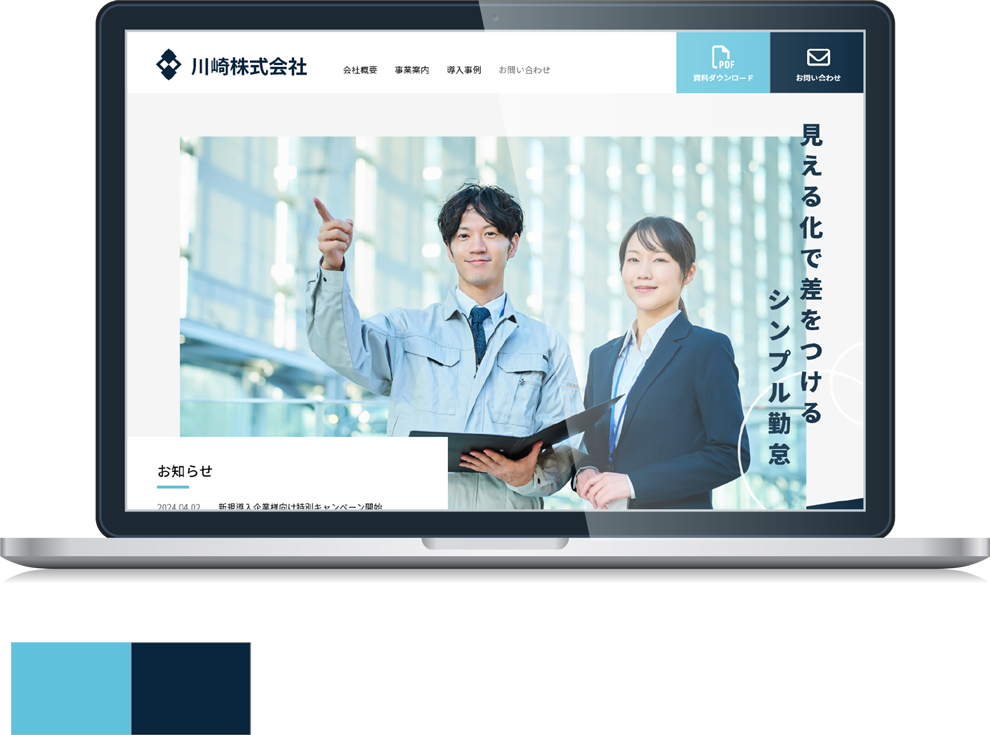 川崎株式会社
会社概要 事業案内 導入事例 お問い合わせ
PDF
資料ダウンロード
お問い合わせ
見える化で差をつける
シンプル勤怠
お知らせ
2024.04.02 新規導入企業様向け特別キャンペーン開始